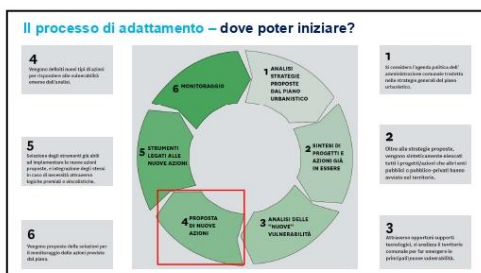 Il processo di adattamento – dove poter iniziare?
4
Vengono definiti nuovi tipi di azioni
per rispondere alle vulnerabilità
emerse dall'analisi.
5
Selezione degli strumenti già abili
ad implementare le nuove azioni
proposte, e integrazione degli stessi
in caso di necessità attraverso
logiche premiali o vincolistiche.
6
Vengono proposte delle soluzioni per
il monitoraggio delle azioni previste
dal piano.
1 ANALISI
STRATEGIE
PROPOSTE
DAL PIANO
URBANISTICO
2 SINTESI DI
PROGETTI E
AZIONI GIÀ
IN ESSERE
3 ANALISI DELLE
"NUOVE"
VULNERABILITÀ
4 PROPOSTA
DI NUOVE
AZIONI
5 STRUMENTI
LEGATI ALLE
NUOVE AZIONI
6 MONITORAGGIO
1
Si considera l'agenda politica dell'
amministrazione comunale tradotta
nelle strategie generali del piano
urbanistico.
2
Oltre alle strategie proposte,
vengono sinteticamente elencati
tutti i progetti/azioni che altri enti
pubblici o pubblico-privati hanno
avviato sul territorio.
3
Attraverso opportuni supporti
tecnologici, si analizza il territorio
comunale per far emergere le
principali nuove vulnerabilità.